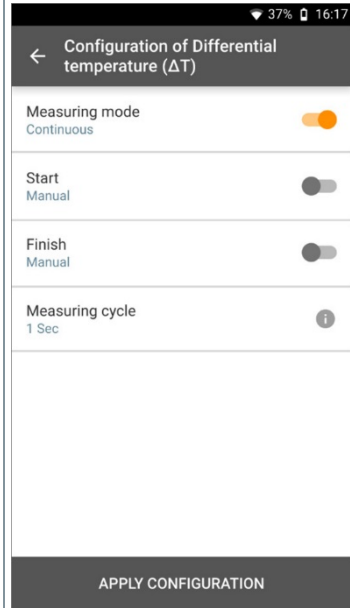 37% 16:17
Configuration of Differential
temperature (ΔT)
Measuring mode
Continuous
Start
Manual
Finish
Manual
Measuring cycle
1 Sec
APPLY CONFIGURATION